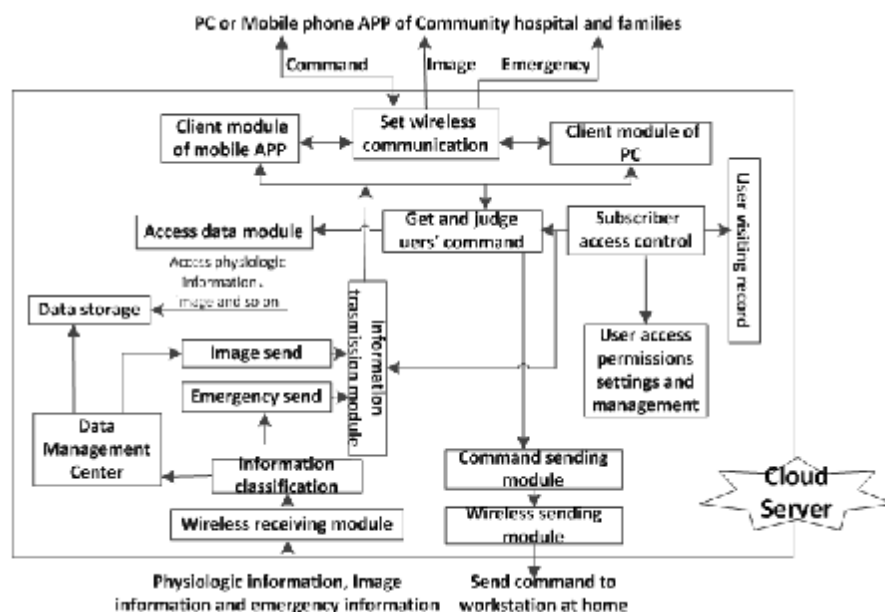 PC or Mobile phone APP of Community hospital and families
Command
Image
Emergency
Client module
of mobile APP
Set wireless
communication
Client module of
PC
User visiting record
Access data module
Get and judge
uers' command
Subscriber
access control
Access physiologic
information 、
image and so on
Data storage
Information
trasmission module
User access
permissions
settings and
management
Image send
Emergency send
Data
Management
Center
Information
classification
Command sending
module
Cloud
Server
Wireless receiving module
Wireless sending
module
Physiologic information, Image
information and emergency information
Send command to
workstation at home